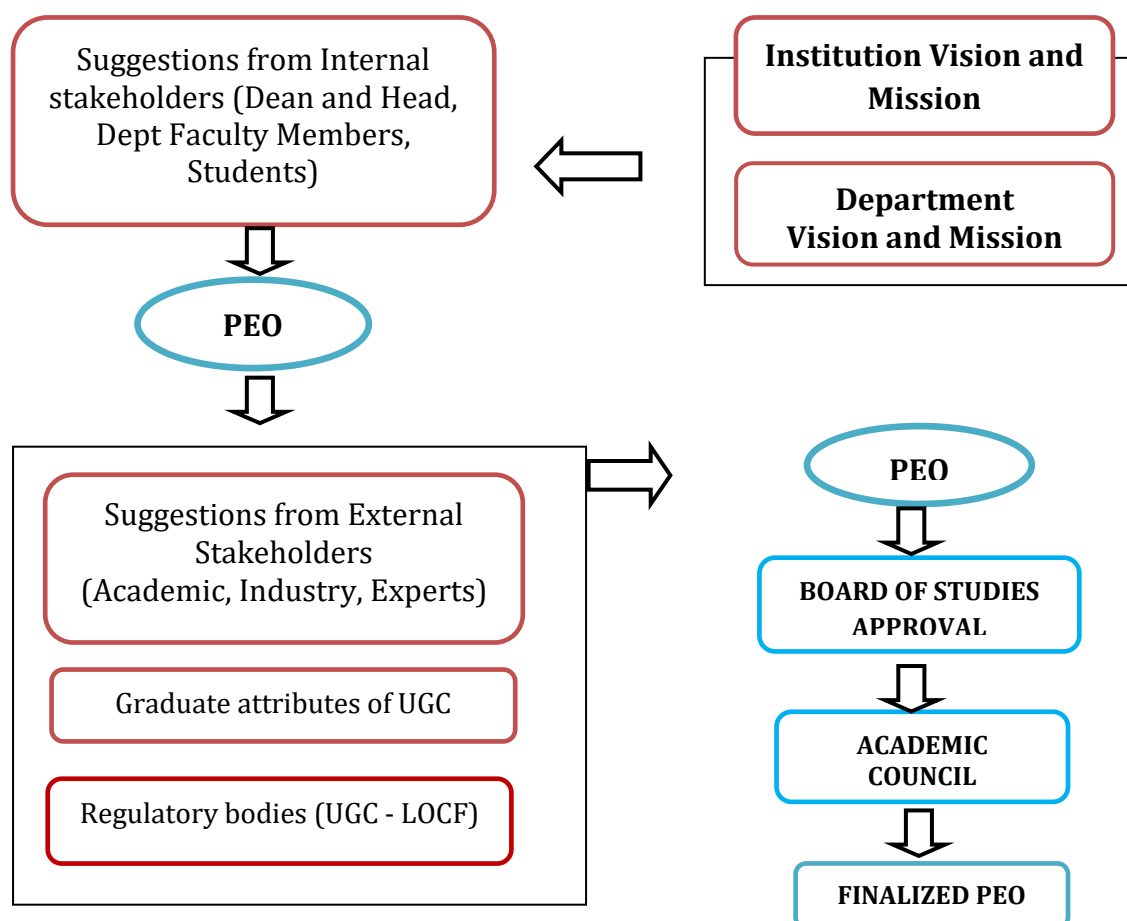 Suggestions from Internal
stakeholders (Dean and Head,
Dept Faculty Members,
Students)
Institution Vision and
Mission
Department
Vision and Mission
PEO
Suggestions from External
Stakeholders
(Academic, Industry, Experts)
Graduate attributes of UGC
Regulatory bodies (UGC - LOCF)
PEO
BOARD OF STUDIES
APPROVAL
ACADEMIC
COUNCIL
FINALIZED PEO